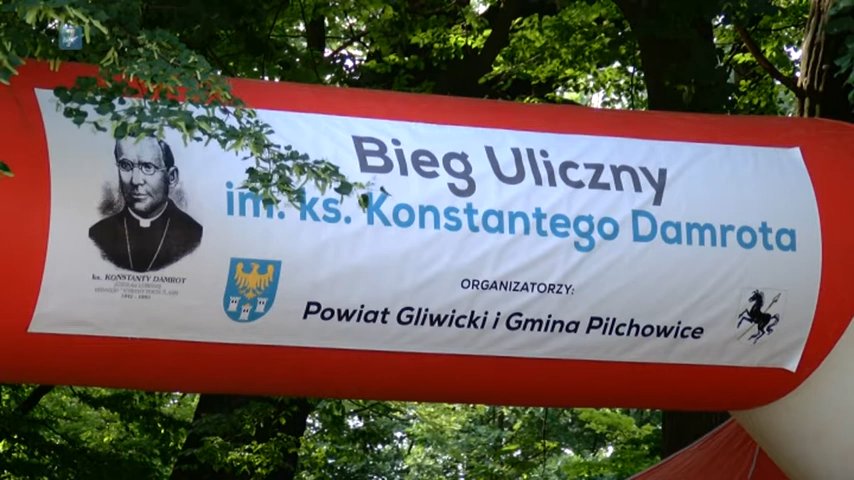 Bieg Uliczny
im. ks. Konstantego Damrota
ks. KONSTANTY DAMROT
ORGANIZATORZY:
Powiat Gliwicki i Gmina Pilchowice